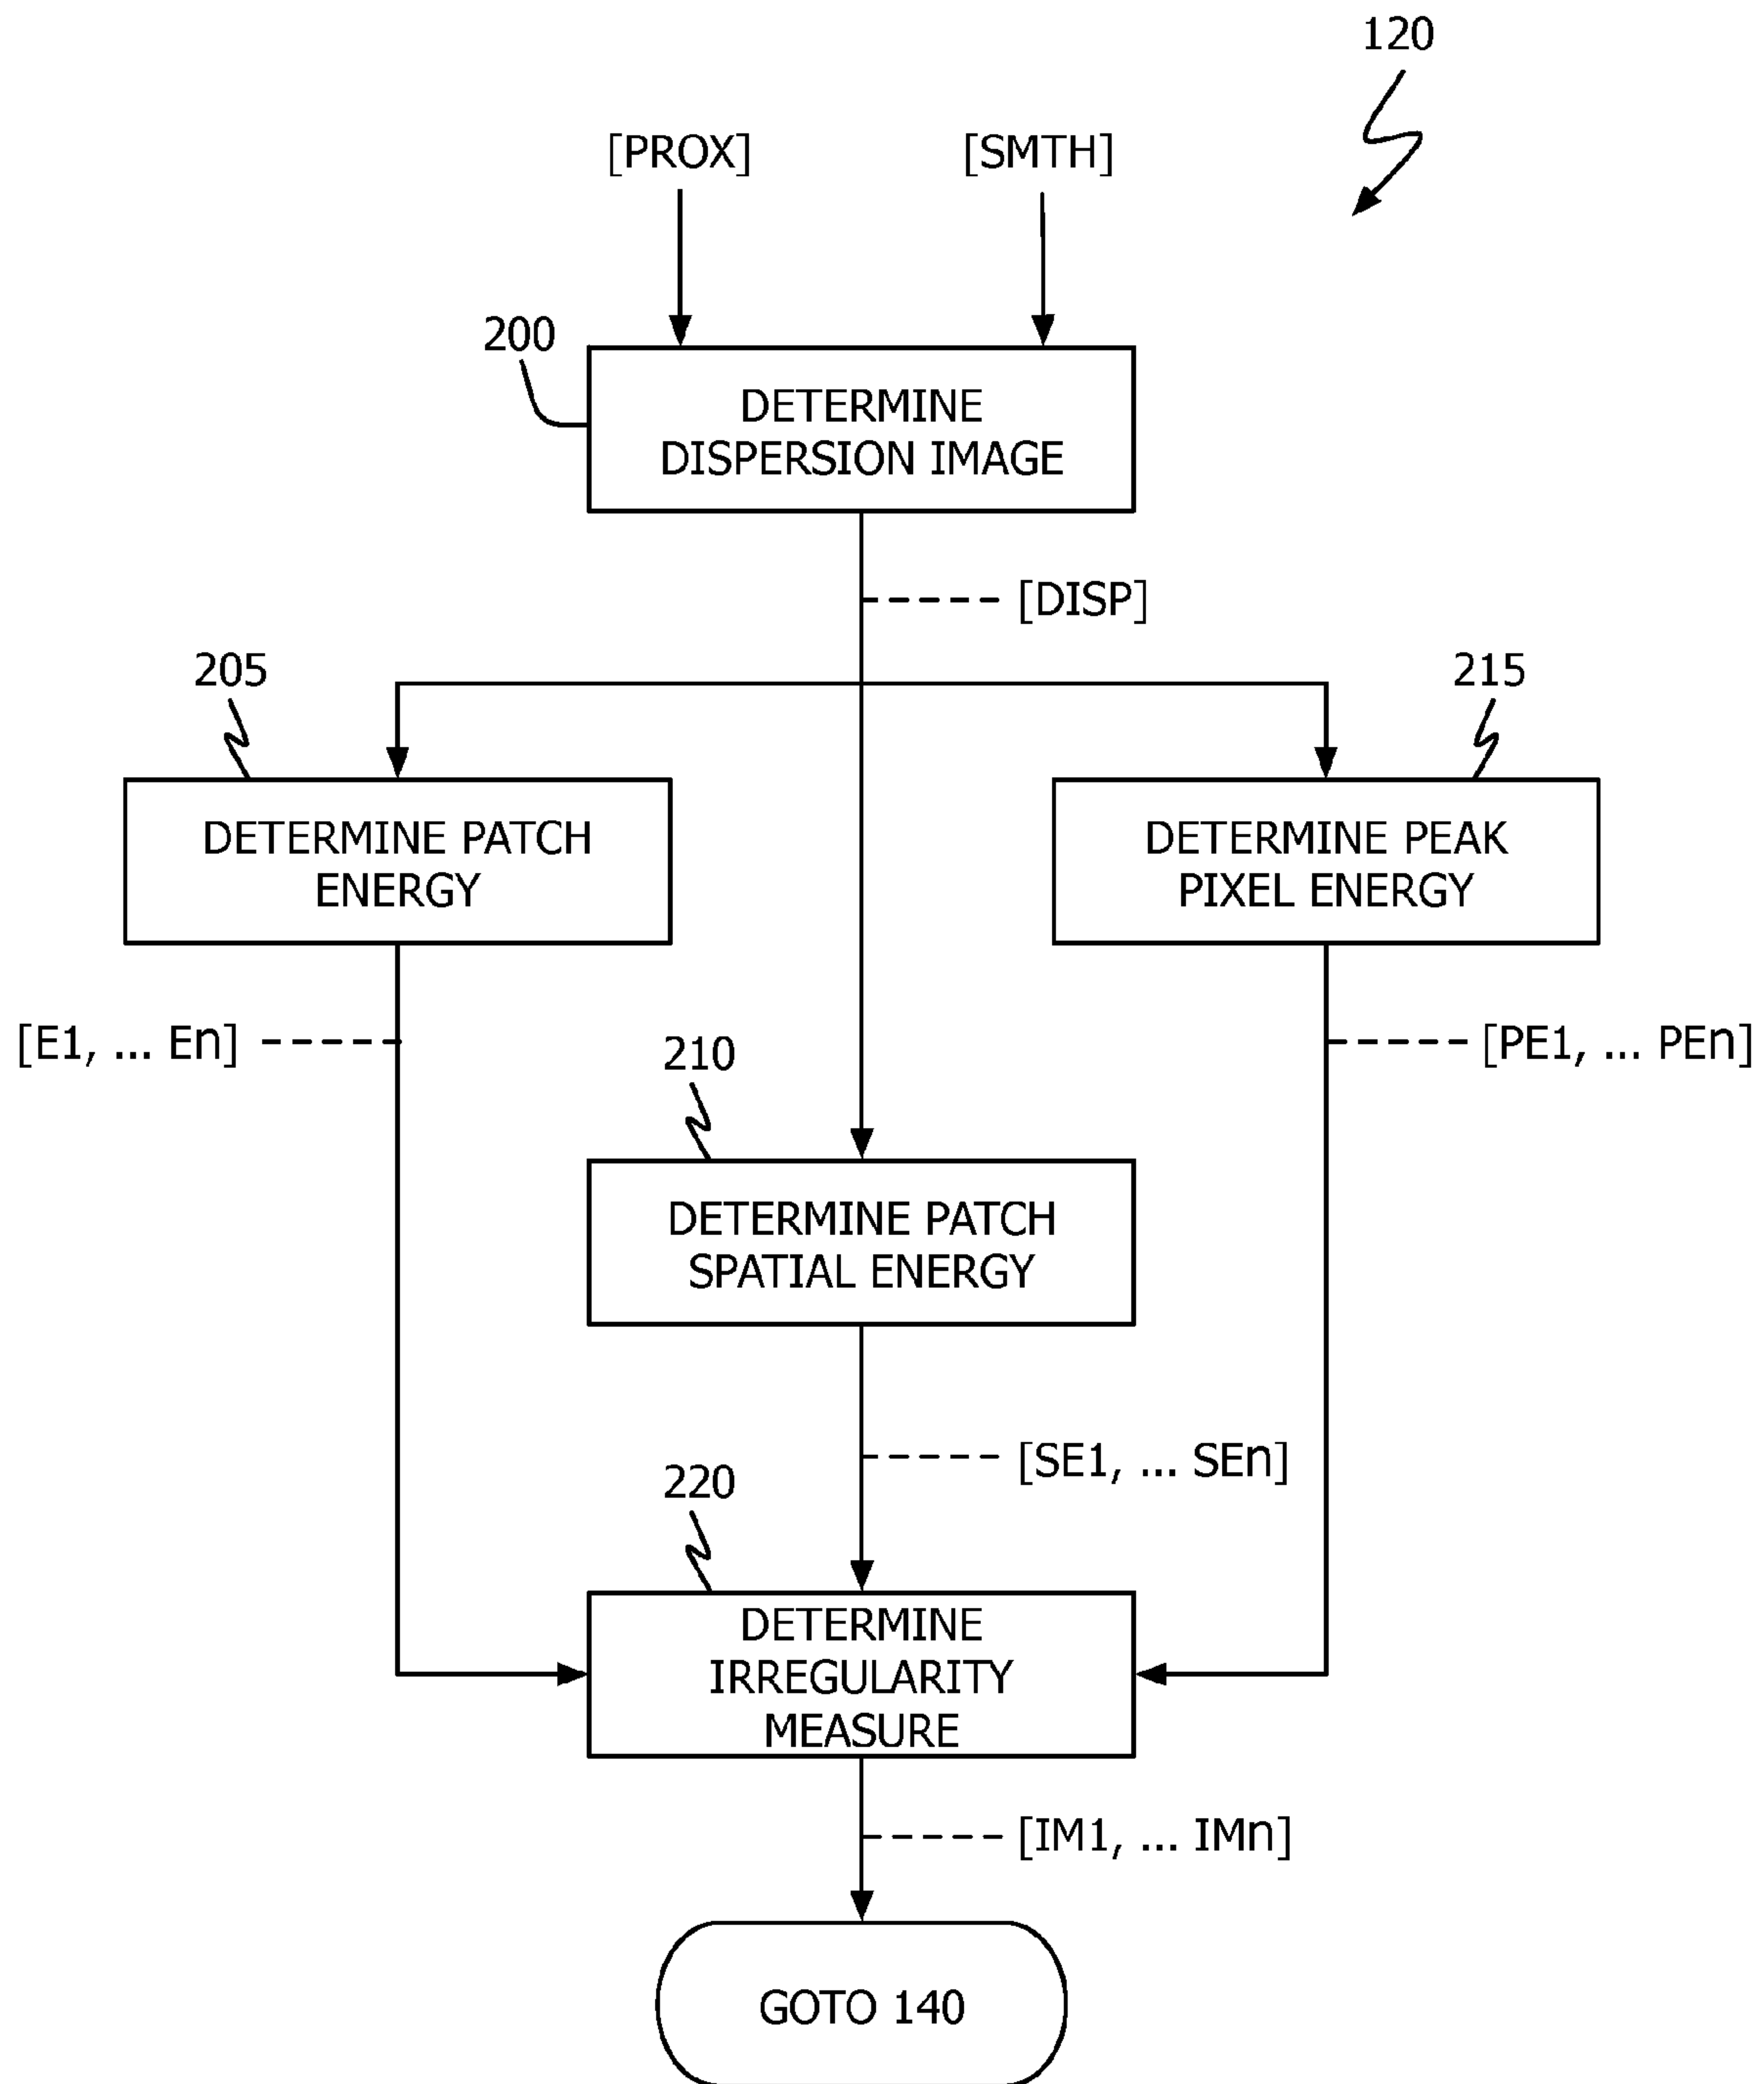 120
[PROX]
[SMTH]
200
DETERMINE
DISPERSION IMAGE
[DISP]
205
215
DETERMINE PATCH
ENERGY
DETERMINE PEAK
PIXEL ENERGY
[E1, ... En]
210
[PE1, ... PEn]
DETERMINE PATCH
SPATIAL ENERGY
[SE1, ... SEn]
220
DETERMINE
IRREGULARITY
MEASURE
[IM1, ... IMn]
GOTO 140